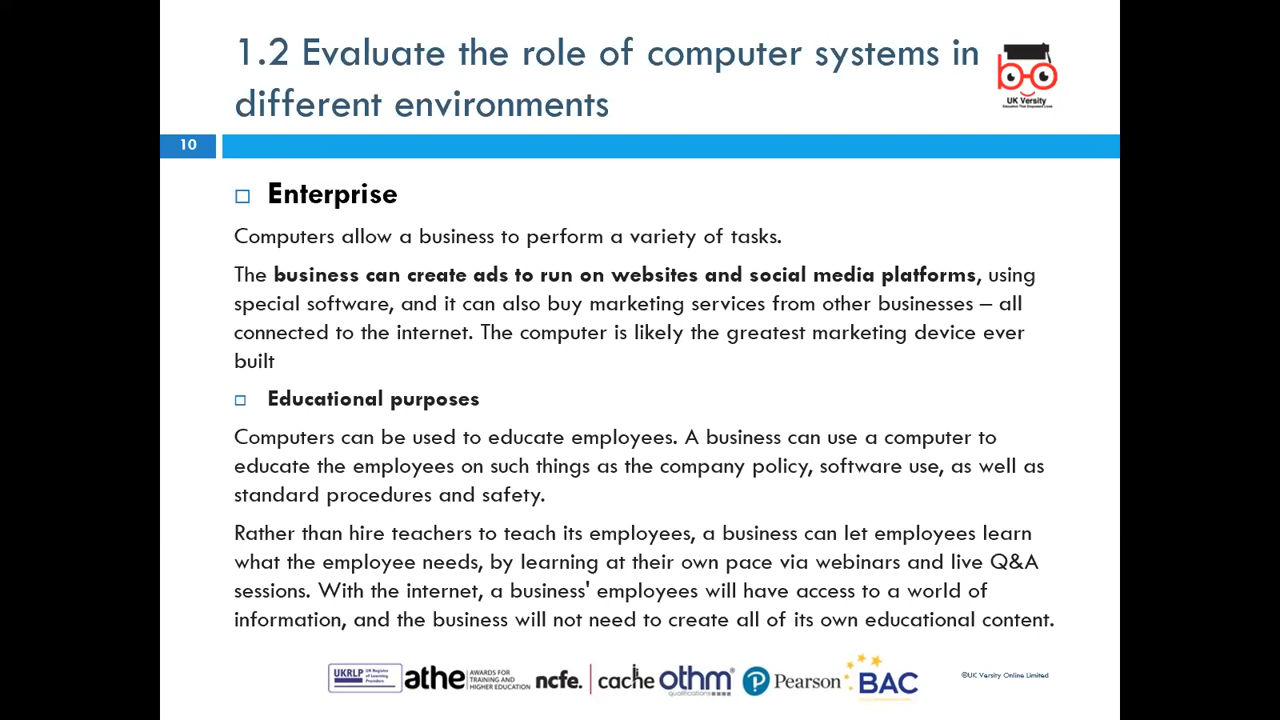 1.2 Evaluate the role of computer systems in
different environments
UK Versity
10
Enterprise
Computers allow a business to perform a variety of tasks.
The business can create ads to run on websites and social media platforms, using
special software, and it can also buy marketing services from other businesses – all
connected to the internet. The computer is likely the greatest marketing device ever
built
Educational purposes
Computers can be used to educate employees. A business can use a computer to
educate the employees on such things as the company policy, software use, as well as
standard procedures and safety.
Rather than hire teachers to teach its employees, a business can let employees learn
what the employee needs, by learning at their own pace via webinars and live Q&A
sessions. With the internet, a business' employees will have access to a world of
information, and the business will not need to create all of its own educational content.
UKRLP UK Register of Learning Providers
athe AWARDS FOR TRAINING AND HIGHER EDUCATION
ncfe. cache
othm qualifications
Pearson
BAC
©UK Versity Online Limited